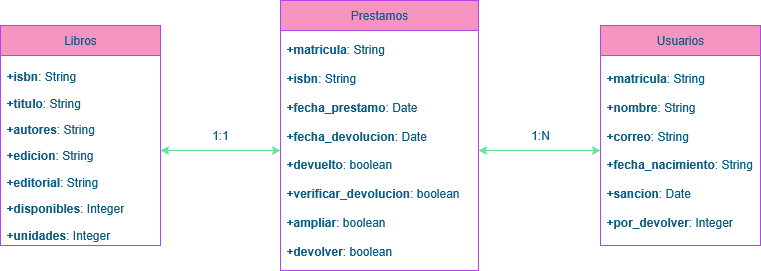 Libros
+isbn: String
+titulo: String
+autores: String
+edicion: String
+editorial: String
+disponibles: Integer
+unidades: Integer
1:1
Prestamos
+matricula: String
+isbn: String
+fecha_prestamo: Date
+fecha_devolucion: Date
+devuelto: boolean
+verificar_devolucion: boolean
+ampliar: boolean
+devolver: boolean
1:N
Usuarios
+matricula: String
+nombre: String
+correo: String
+fecha_nacimiento: String
+sancion: Date
+por_devolver: Integer